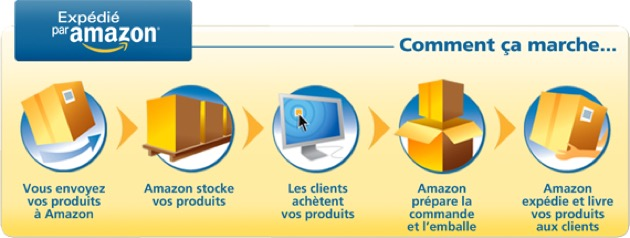 Expédié
par amazon
Comment ça marche...
Vous envoyez
vos produits
à Amazon
Amazon stocke
vos produits
Les clients
achètent
vos produits
Amazon
prépare la
commande
et l'emballe
Amazon
expédie et livre
vos produits
aux clients